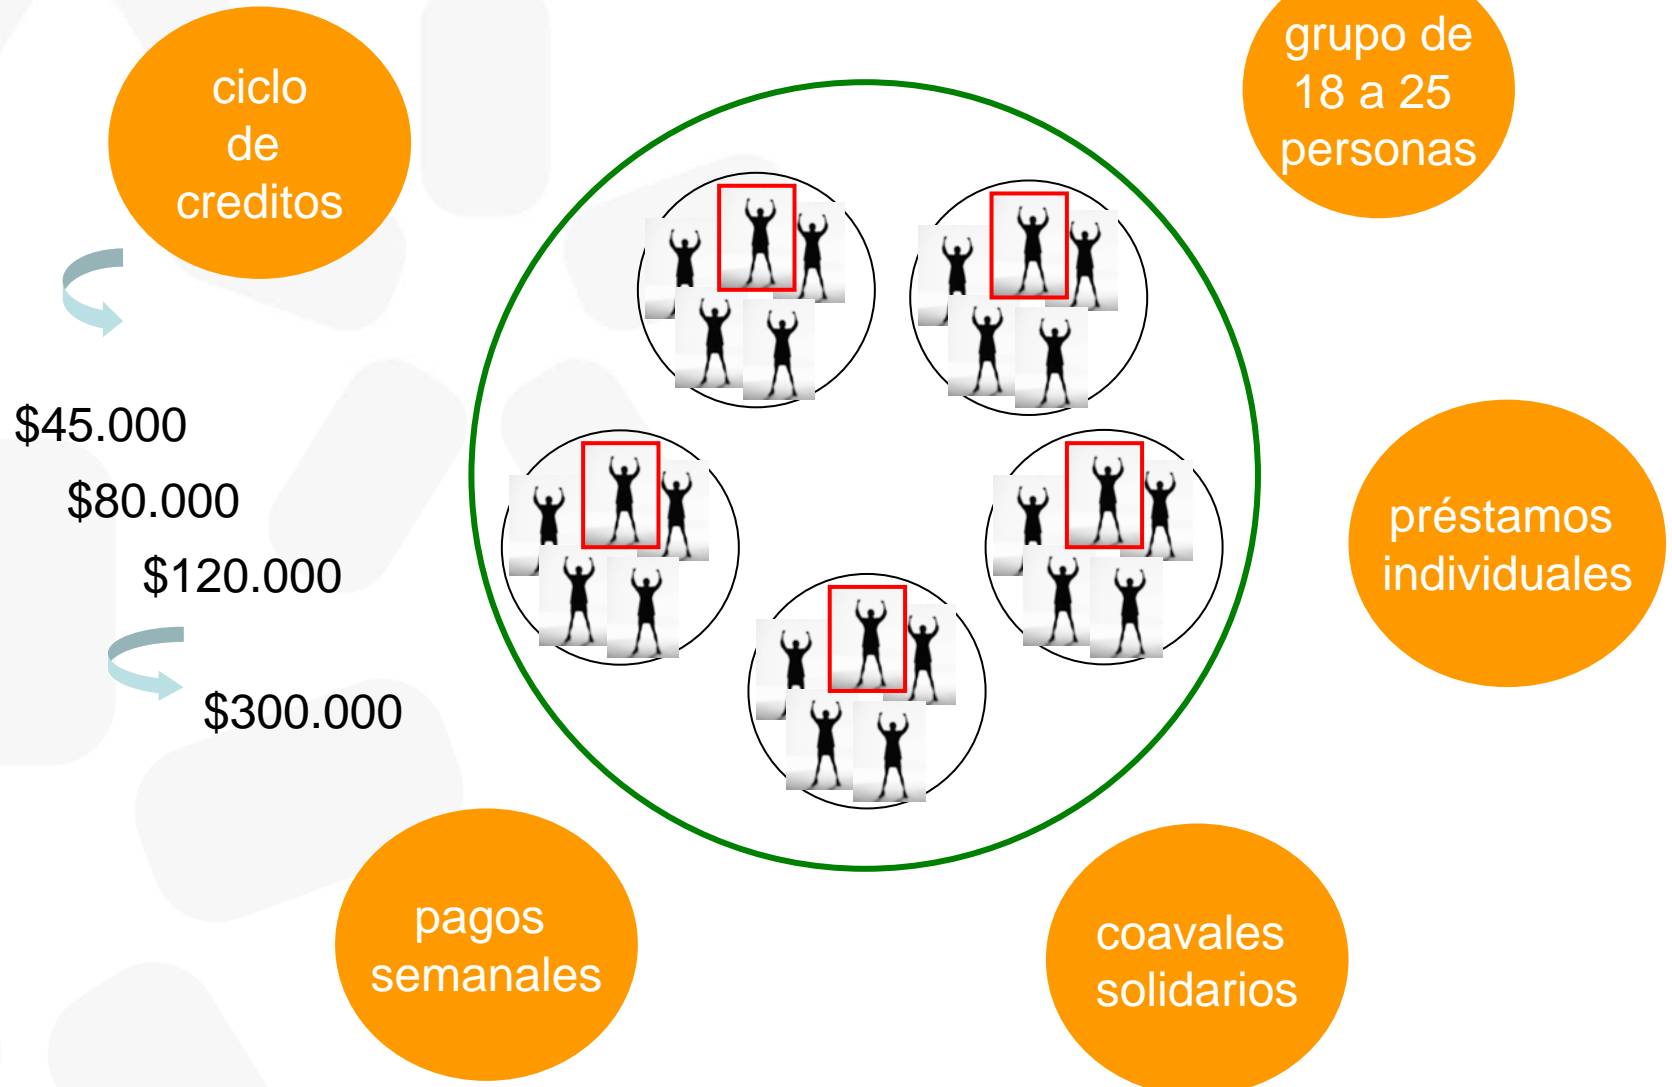 ciclo
de
creditos
grupo de
18 a 25
personas
$45.000
$80.000
$120.000
$300.000
préstamos
individuales
pagos
semanales
coavales
solidarios